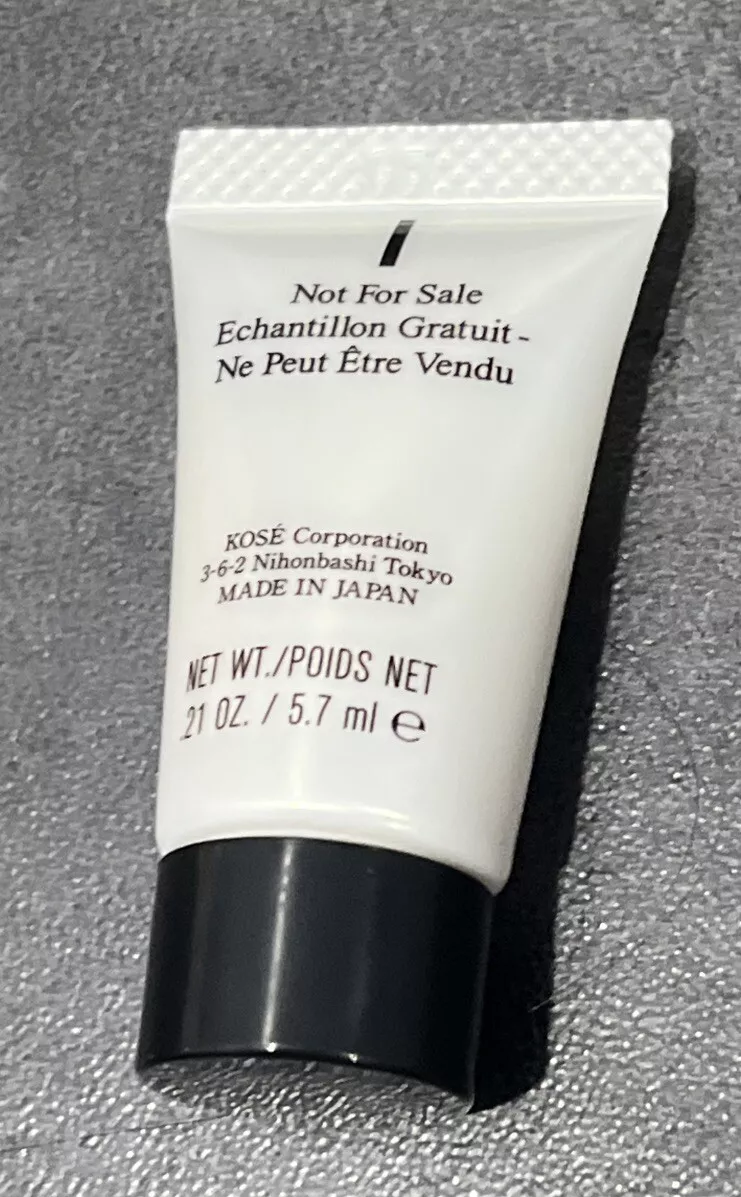 Not For Sale
Echantillon Gratuit -
Ne Peut Être Vendu
KOSÉ Corporation
3-6-2 Nihonbashi Tokyo
MADE IN JAPAN
NET WT./POIDS NET
.21 OZ. / 5.7 ml ℮